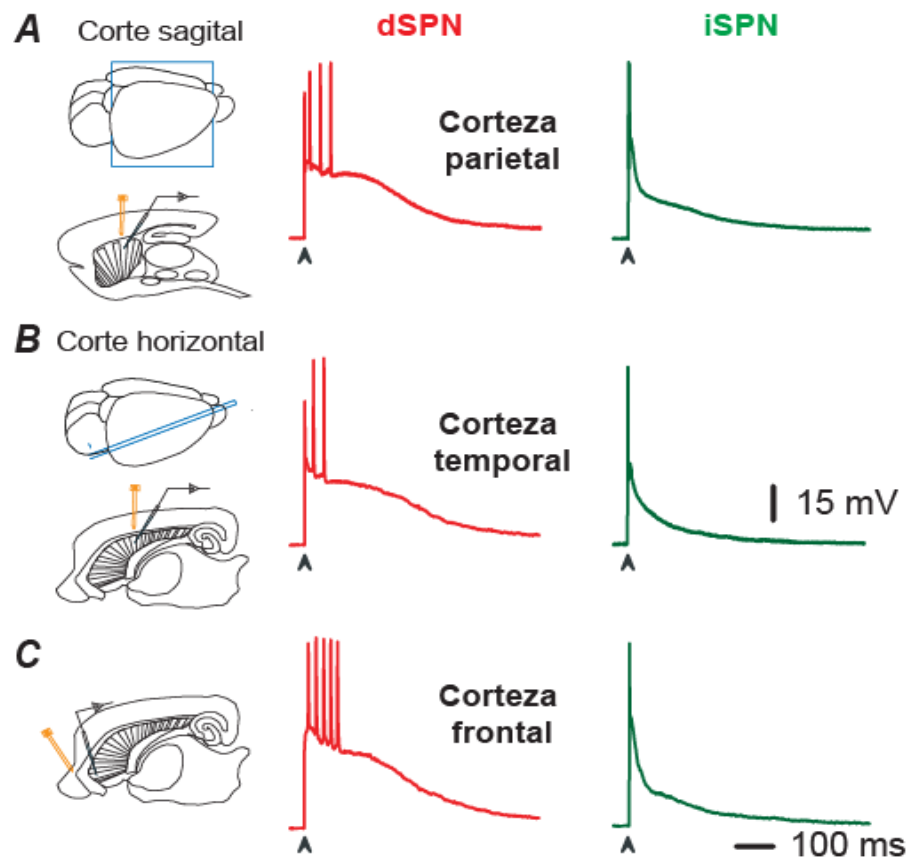 A
Corte sagital
dSPN
iSPN
Corteza
parietal
B
Corte horizontal
Corteza
temporal
15 mV
C
Corteza
frontal
100 ms